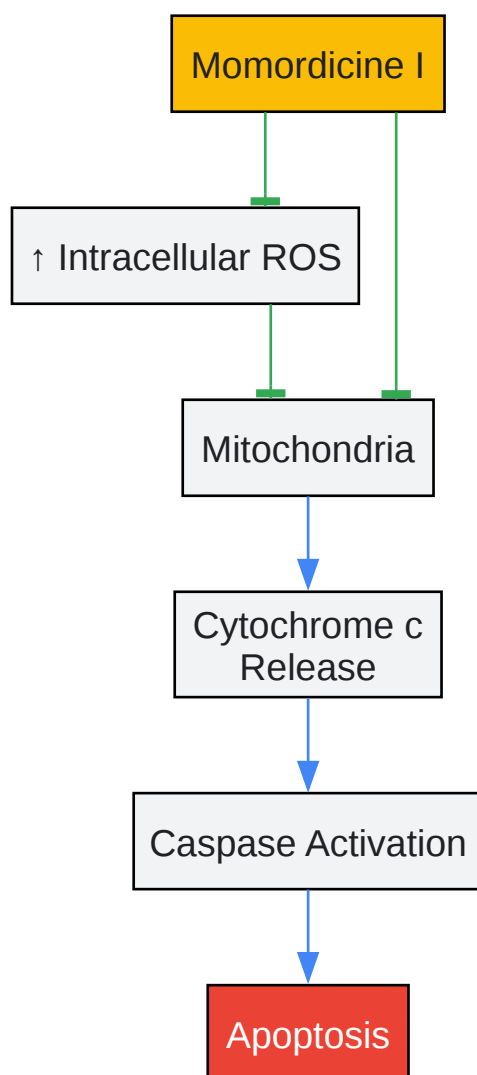 Momordicine I
↑ Intracellular ROS
Mitochondria
Cytochrome c
Release
Caspase Activation
Apoptosis